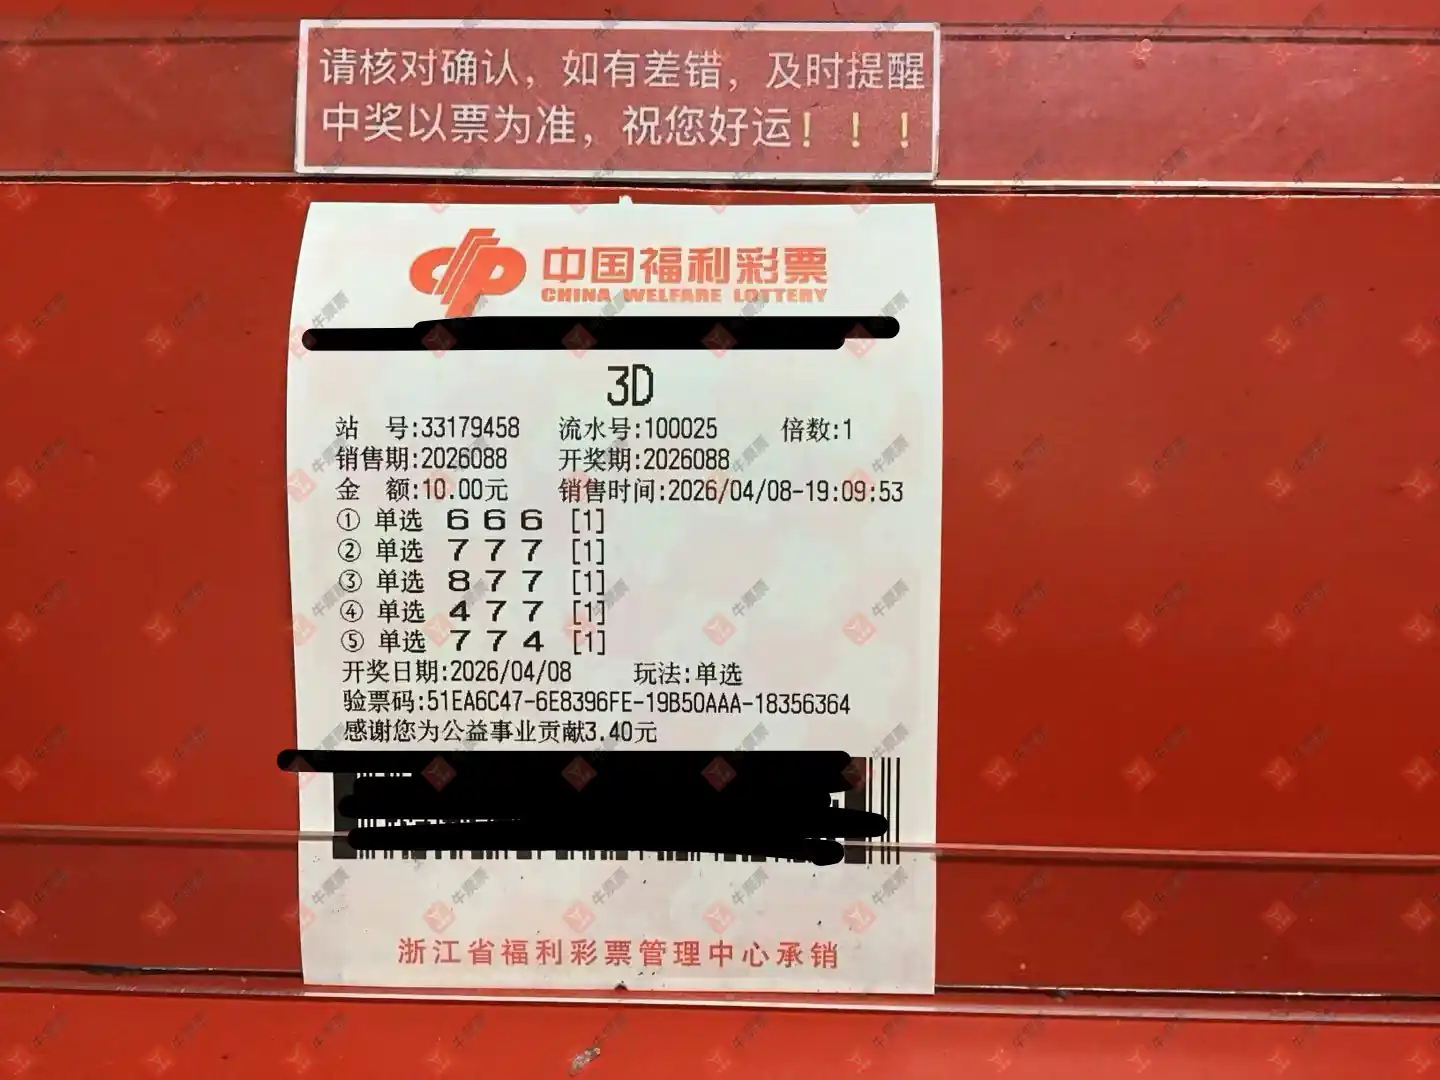 请核对确认，如有差错，及时提醒
中奖以票为准，祝您好运！！！
中国福利彩票
CHINA WELFARE LOTTERY
3D
站 号:33179458 流水号:100025 倍数:1
销售期:2026088 开奖期:2026088
金 额:10.00元 销售时间:2026/04/08-19:09:53
① 单选 6 6 6 [1]
② 单选 7 7 7 [1]
③ 单选 8 7 7 [1]
④ 单选 4 7 7 [1]
⑤ 单选 7 7 4 [1]
开奖日期:2026/04/08 玩法:单选
验票码:51EA6C47-6E8396FE-19B50AAA-18356364
感谢您为公益事业贡献3.40元
浙江省福利彩票管理中心承销
牛票票